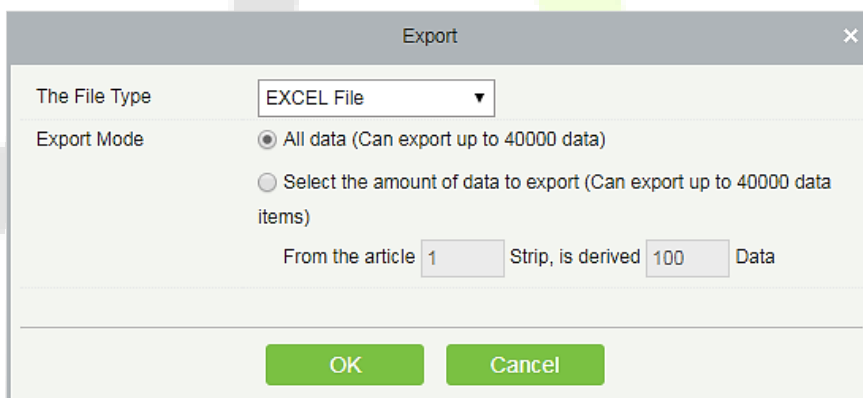 Export ×
The File Type EXCEL File ▼
Export Mode All data (Can export up to 40000 data)
Select the amount of data to export (Can export up to 40000 data
items)
From the article 1 Strip, is derived 100 Data
OK Cancel